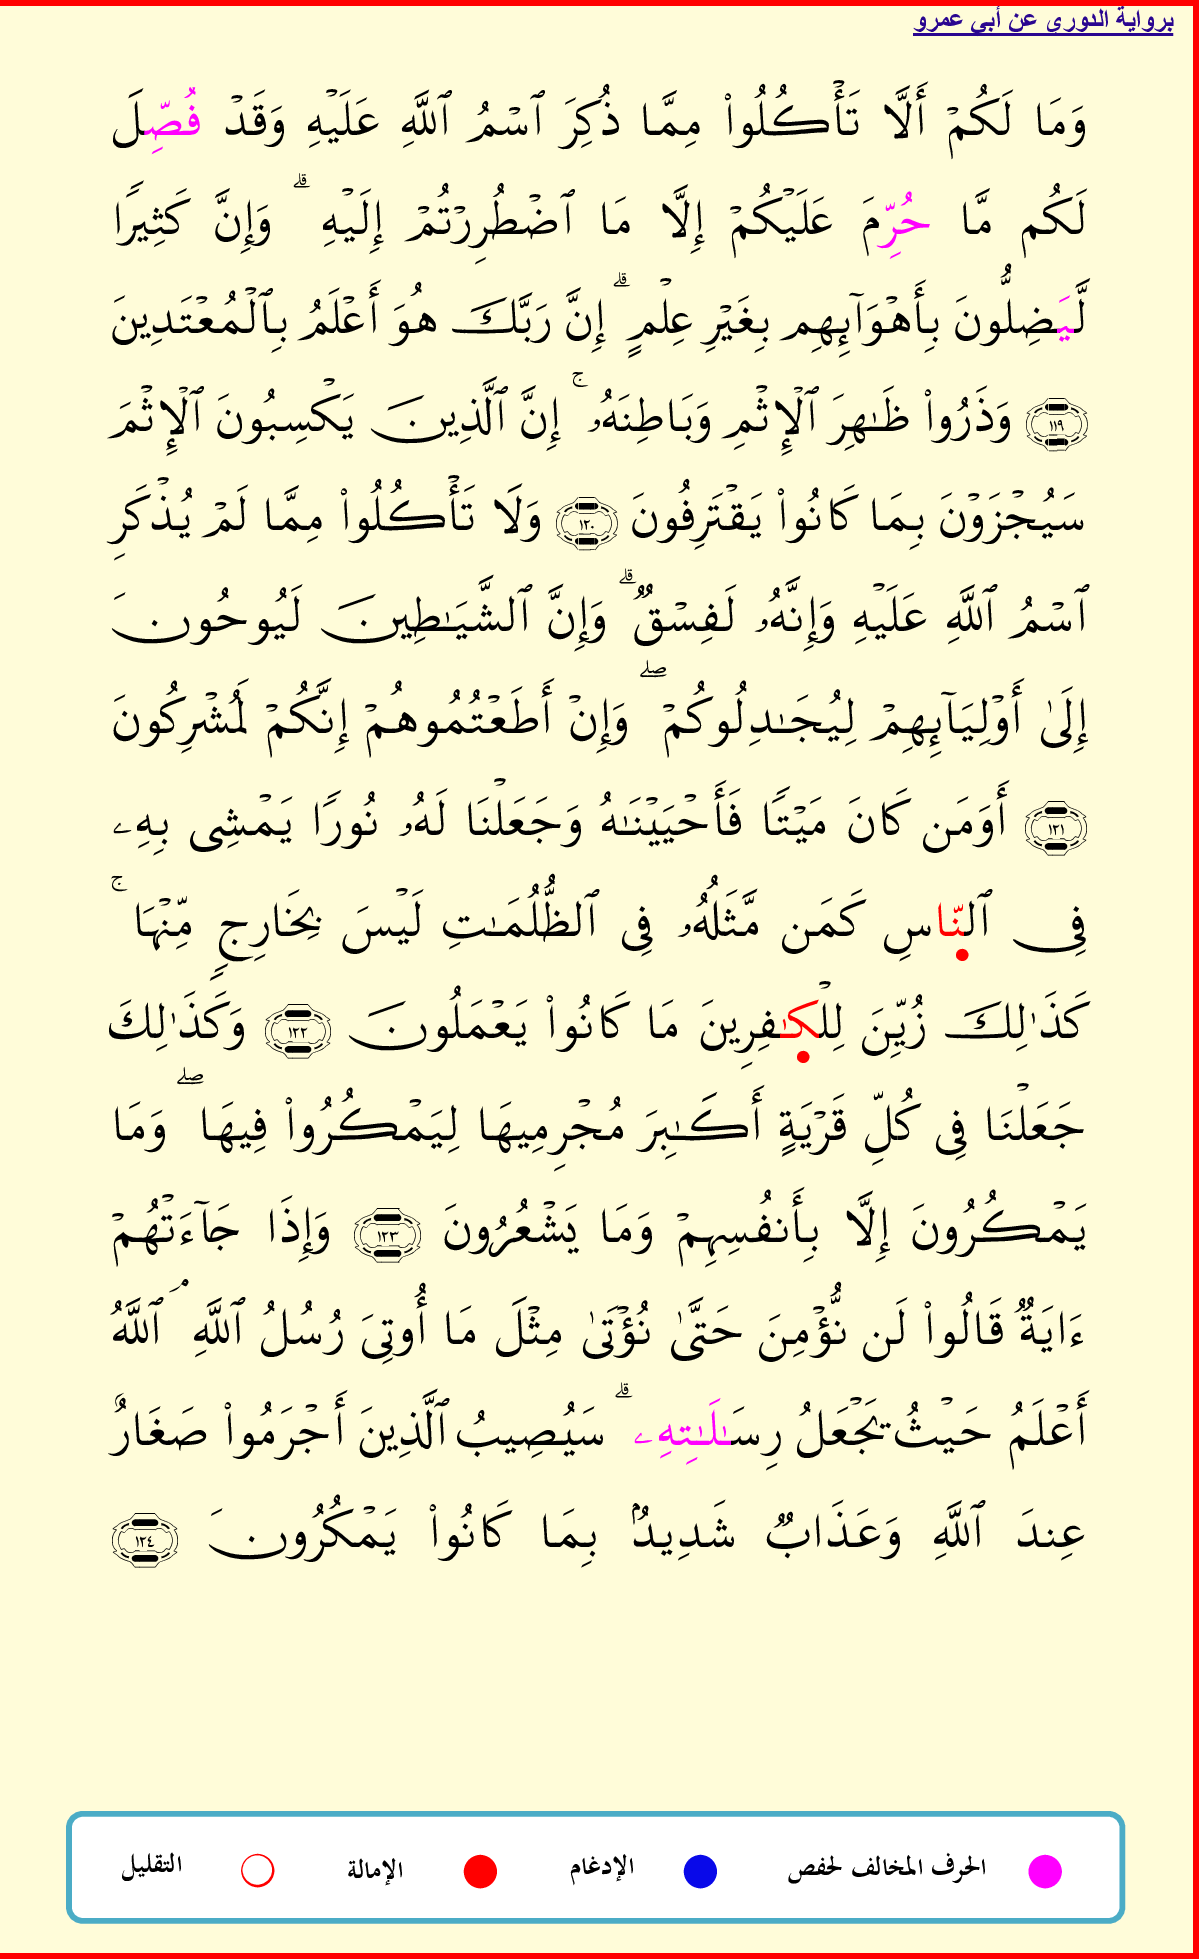 برواية الدوري عن أبي عمرو
وَمَا لَكُمۡ أَلَّا تَأۡكُلُواْ مِمَّا ذُكِرَ ٱسۡمُ ٱللَّهِ عَلَيۡهِ وَقَدۡ فُصِّلَ
لَكُم مَّا حُرِّمَ عَلَيۡكُمۡ إِلَّا مَا ٱضۡطُرِرۡتُمۡ إِلَيۡهِۗ وَإِنَّ كَثِيرًا
لَّيَضِلُّونَ بِأَهۡوَآئِهِم بِغَيۡرِ عِلۡمٍۗ إِنَّ رَبَّكَ هُوَ أَعۡلَمُ بِٱلۡمُعۡتَدِينَ
١١٩ وَذَرُواْ ظَٰهِرَ ٱلۡإِثۡمِ وَبَاطِنَهُۥۚ إِنَّ ٱلَّذِينَ يَكۡسِبُونَ ٱلۡإِثۡمَ
سَيُجۡزَوۡنَ بِمَا كَانُواْ يَقۡتَرِفُونَ ١٢٠ وَلَا تَأۡكُلُواْ مِمَّا لَمۡ يُذۡكَرِ
ٱسۡمُ ٱللَّهِ عَلَيۡهِ وَإِنَّهُۥ لَفِسۡقٞۗ وَإِنَّ ٱلشَّيَٰطِينَ لَيُوحُونَ
إِلَىٰٓ أَوۡلِيَآئِهِمۡ لِيُجَٰدِلُوكُمۡۖ وَإِنۡ أَطَعۡتُمُوهُمۡ إِنَّكُمۡ لَمُشۡرِكُونَ
١٢١ أَوَمَن كَانَ مَيۡتٗا فَأَحۡيَيۡنَٰهُ وَجَعَلۡنَا لَهُۥ نُورٗا يَمۡشِي بِهِۦ
فِي ٱلنَّاسِ كَمَن مَّثَلُهُۥ فِي ٱلظُّلُمَٰتِ لَيۡسَ بِخَارِجٖ مِّنۡهَاۚ
كَذَٰلِكَ زُيِّنَ لِلۡكَٰفِرِينَ مَا كَانُواْ يَعۡمَلُونَ ١٢٢ وَكَذَٰلِكَ
جَعَلۡنَا فِي كُلِّ قَرۡيَةٍ أَكَٰبِرَ مُجۡرِمِيهَا لِيَمۡكُرُواْ فِيهَاۖ وَمَا
يَمۡكُرُونَ إِلَّا بِأَنفُسِهِمۡ وَمَا يَشۡعُرُونَ ١٢٣ وَإِذَا جَآءَتۡهُمۡ
ءَايَةٞ قَالُواْ لَن نُّؤۡمِنَ حَتَّىٰ نُؤۡتَىٰ مِثۡلَ مَا أُوتِيَ رُسُلُ ٱللَّهِۘ ٱللَّهُ
أَعۡلَمُ حَيۡثُ يَجۡعَلُ رِسَٰلَٰتِهِۦۗ سَيُصِيبُ ٱلَّذِينَ أَجۡرَمُواْ صَغَارٌ
عِندَ ٱللَّهِ وَعَذَابٞ شَدِيدُۢ بِمَا كَانُواْ يَمۡكُرُونَ ١٢٤
الحرف المخالف لحفص الإدغام الإمالة التقليل